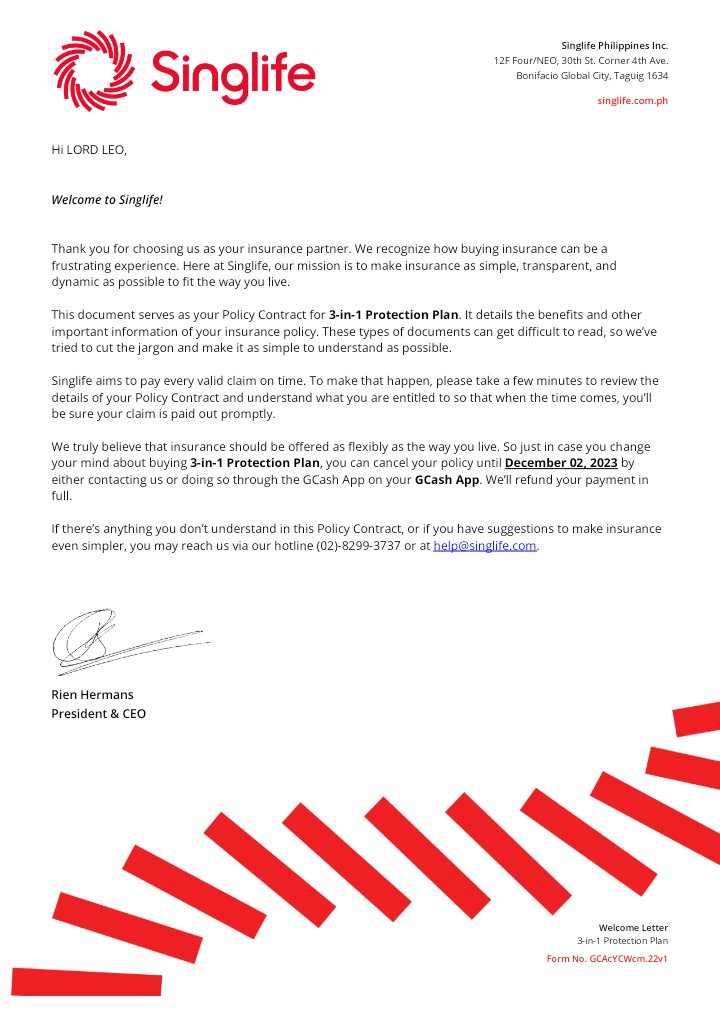 Singlife
Singlife Philippines Inc.
12F Four/NEO, 30th St. Corner 4th Ave.
Bonifacio Global City, Taguig 1634
singlife.com.ph
Hi LORD LEO,
Welcome to Singlife!
Thank you for choosing us as your insurance partner. We recognize how buying insurance can be a
frustrating experience. Here at Singlife, our mission is to make insurance as simple, transparent, and
dynamic as possible to fit the way you live.
This document serves as your Policy Contract for 3-in-1 Protection Plan. It details the benefits and other
important information of your insurance policy. These types of documents can get difficult to read, so we’ve
tried to cut the jargon and make it as simple to understand as possible.
Singlife aims to pay every valid claim on time. To make that happen, please take a few minutes to review the
details of your Policy Contract and understand what you are entitled to so that when the time comes, you’ll
be sure your claim is paid out promptly.
We truly believe that insurance should be offered as flexibly as the way you live. So just in case you change
your mind about buying 3-in-1 Protection Plan, you can cancel your policy until December 02, 2023 by
either contacting us or doing so through the GCash App on your GCash App. We’ll refund your payment in
full.
If there’s anything you don’t understand in this Policy Contract, or if you have suggestions to make insurance
even simpler, you may reach us via our hotline (02)-8299-3737 or at help@singlife.com.
Rien Hermans
President & CEO
Welcome Letter
3-in-1 Protection Plan
Form No. GCAcYCWcm.22v1